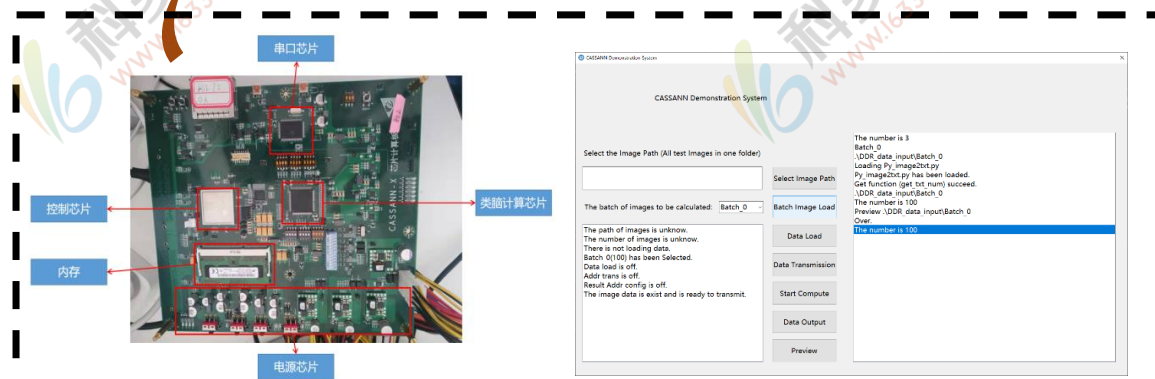 串口芯片
控制芯片
类脑计算芯片
内存
电源芯片
CASSANN-X 芯片计算板
CASSANN Demonstration System
CASSANN Demonstration System
Select the Image Path (All test Images in one folder)
Select Image Path
The batch of images to be calculated:
Batch_0
Batch Image Load
The path of images is unknow.
The number of images is unknow.
There is not loading data.
Batch 0(100) has been Selected.
Data load is off.
Addr trans is off.
Result Addr config is off.
The image data is exist and is ready to transmit.
Data Load
Data Transmission
Start Compute
Data Output
Preview
The number is 3
Batch_0
.\DDR_data_input\Batch_0
Loading Py_image2txt.py
Py_image2txt.py has been loaded.
Get function (get_txt_num) succeed.
.\DDR_data_input\Batch_0
The number is 100
Preview .\DDR_data_input\Batch_0
Over.
The number is 100